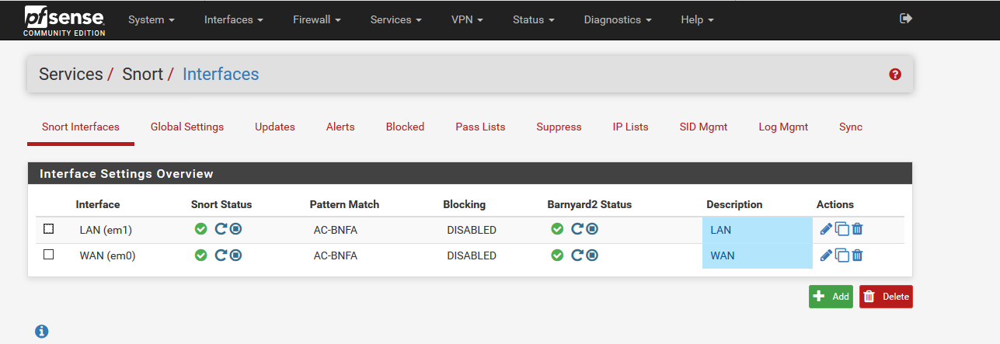 pfsense
COMMUNITY EDITION
System Interfaces Firewall Services VPN Status Diagnostics Help
Services / Snort / Interfaces
Snort Interfaces Global Settings Updates Alerts Blocked Pass Lists Suppress IP Lists SID Mgmt Log Mgmt Sync
Interface Settings Overview
Interface Snort Status Pattern Match Blocking Barnyard2 Status Description Actions
LAN (em1) AC-BNFA DISABLED LAN
WAN (em0) AC-BNFA DISABLED WAN
Add Delete